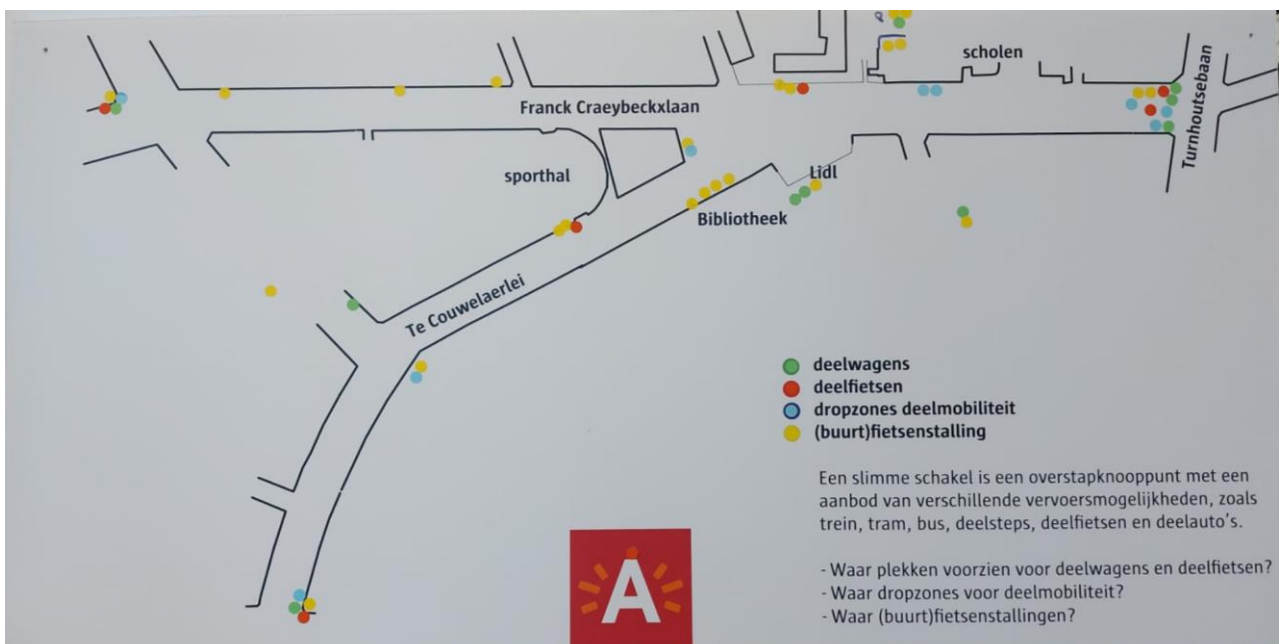 scholen
Turnhoutsebaan
Franck Craeybeckxlaan
sporthal
Lidl
Bibliotheek
Te Couwelaerlei
deelwagens
deelfietsen
dropzones deelmobiliteit
(buurt)fietsenstalling
Een slimme schakel is een overstapknooppunt met een
aanbod van verschillende vervoersmogelijkheden, zoals
trein, tram, bus, deelsteps, deelfietsen en deelauto's.
- Waar plekken voorzien voor deelwagens en deelfietsen?
- Waar dropzones voor deelmobiliteit?
- Waar (buurt)fietsenstallingen?
A